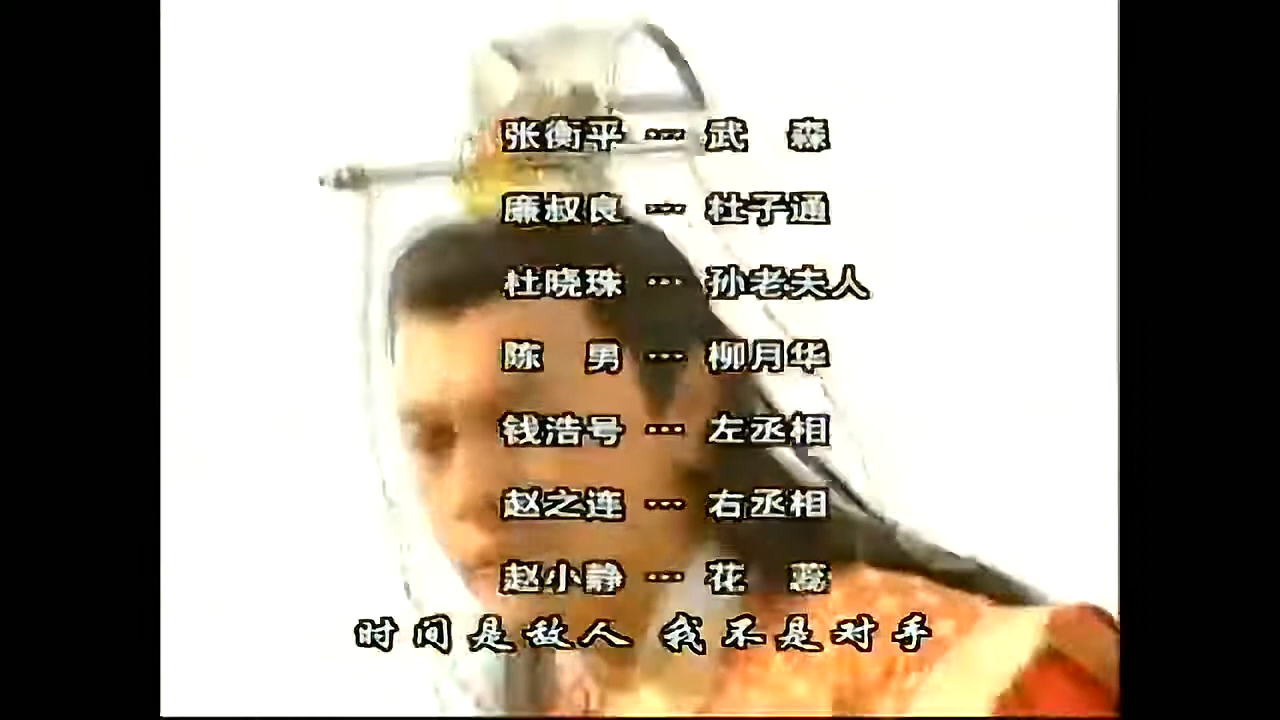 张衡平 … 武 森
廉叔良 … 杜子通
杜晓珠 … 孙老夫人
陈 男 … 柳月华
钱浩号 … 左丞相
赵之连 … 右丞相
赵小静 … 花 蕊
时间是敌人 我不是对手